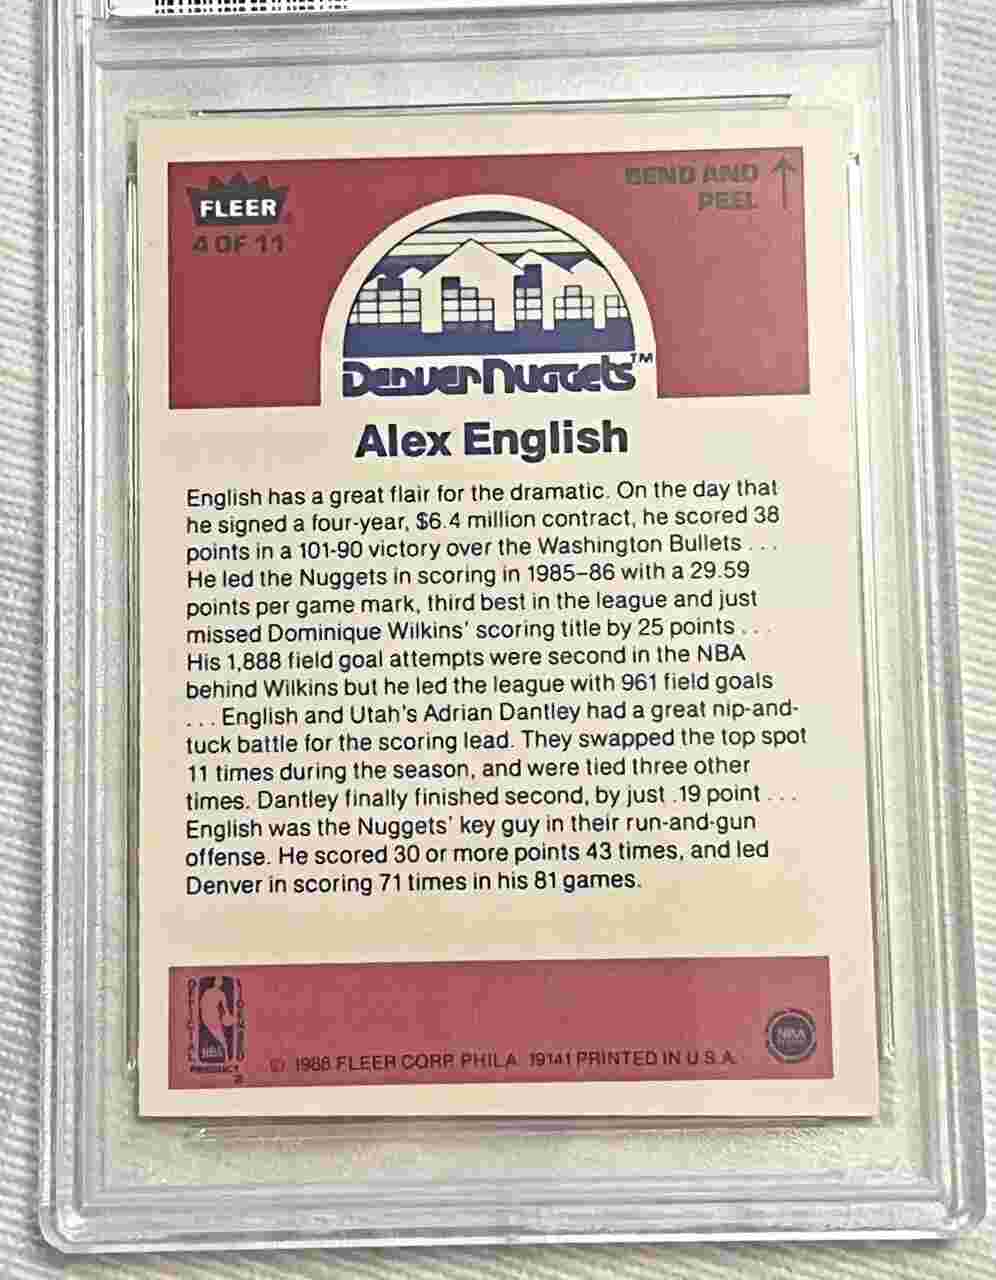 FLEER
4 OF 11
BEND AND
PEEL
Denver Nuggets™
Alex English
English has a great flair for the dramatic. On the day that
he signed a four-year, $6.4 million contract, he scored 38
points in a 101-90 victory over the Washington Bullets . . .
He led the Nuggets in scoring in 1985–86 with a 29.59
points per game mark, third best in the league and just
missed Dominique Wilkins' scoring title by 25 points . . .
His 1,888 field goal attempts were second in the NBA
behind Wilkins but he led the league with 961 field goals
. . . English and Utah's Adrian Dantley had a great nip-and-
tuck battle for the scoring lead. They swapped the top spot
11 times during the season, and were tied three other
times. Dantley finally finished second, by just .19 point . . .
English was the Nuggets' key guy in their run-and-gun
offense. He scored 30 or more points 43 times, and led
Denver in scoring 71 times in his 81 games.
OFFICIAL
LICENSED
NBA
PRODUCT
© 1986 FLEER CORP. PHILA. 19141 PRINTED IN U.S.A.